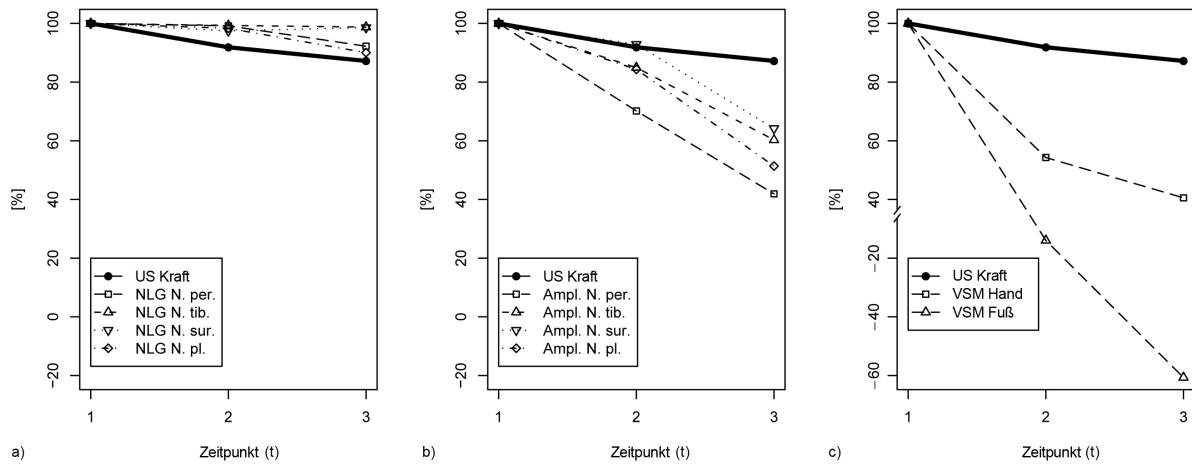 100
80
60
40
20
0
−20
[%]
US Kraft
NLG N. per.
NLG N. tib.
NLG N. sur.
NLG N. pl.
1 2 3
a) Zeitpunkt (t)
100
80
60
40
20
0
−20
[%]
US Kraft
Ampl. N. per.
Ampl. N. tib.
Ampl. N. sur.
Ampl. N. pl.
1 2 3
b) Zeitpunkt (t)
100
80
60
40
−20
−40
−60
[%]
US Kraft
VSM Hand
VSM Fuß
1 2 3
c) Zeitpunkt (t)